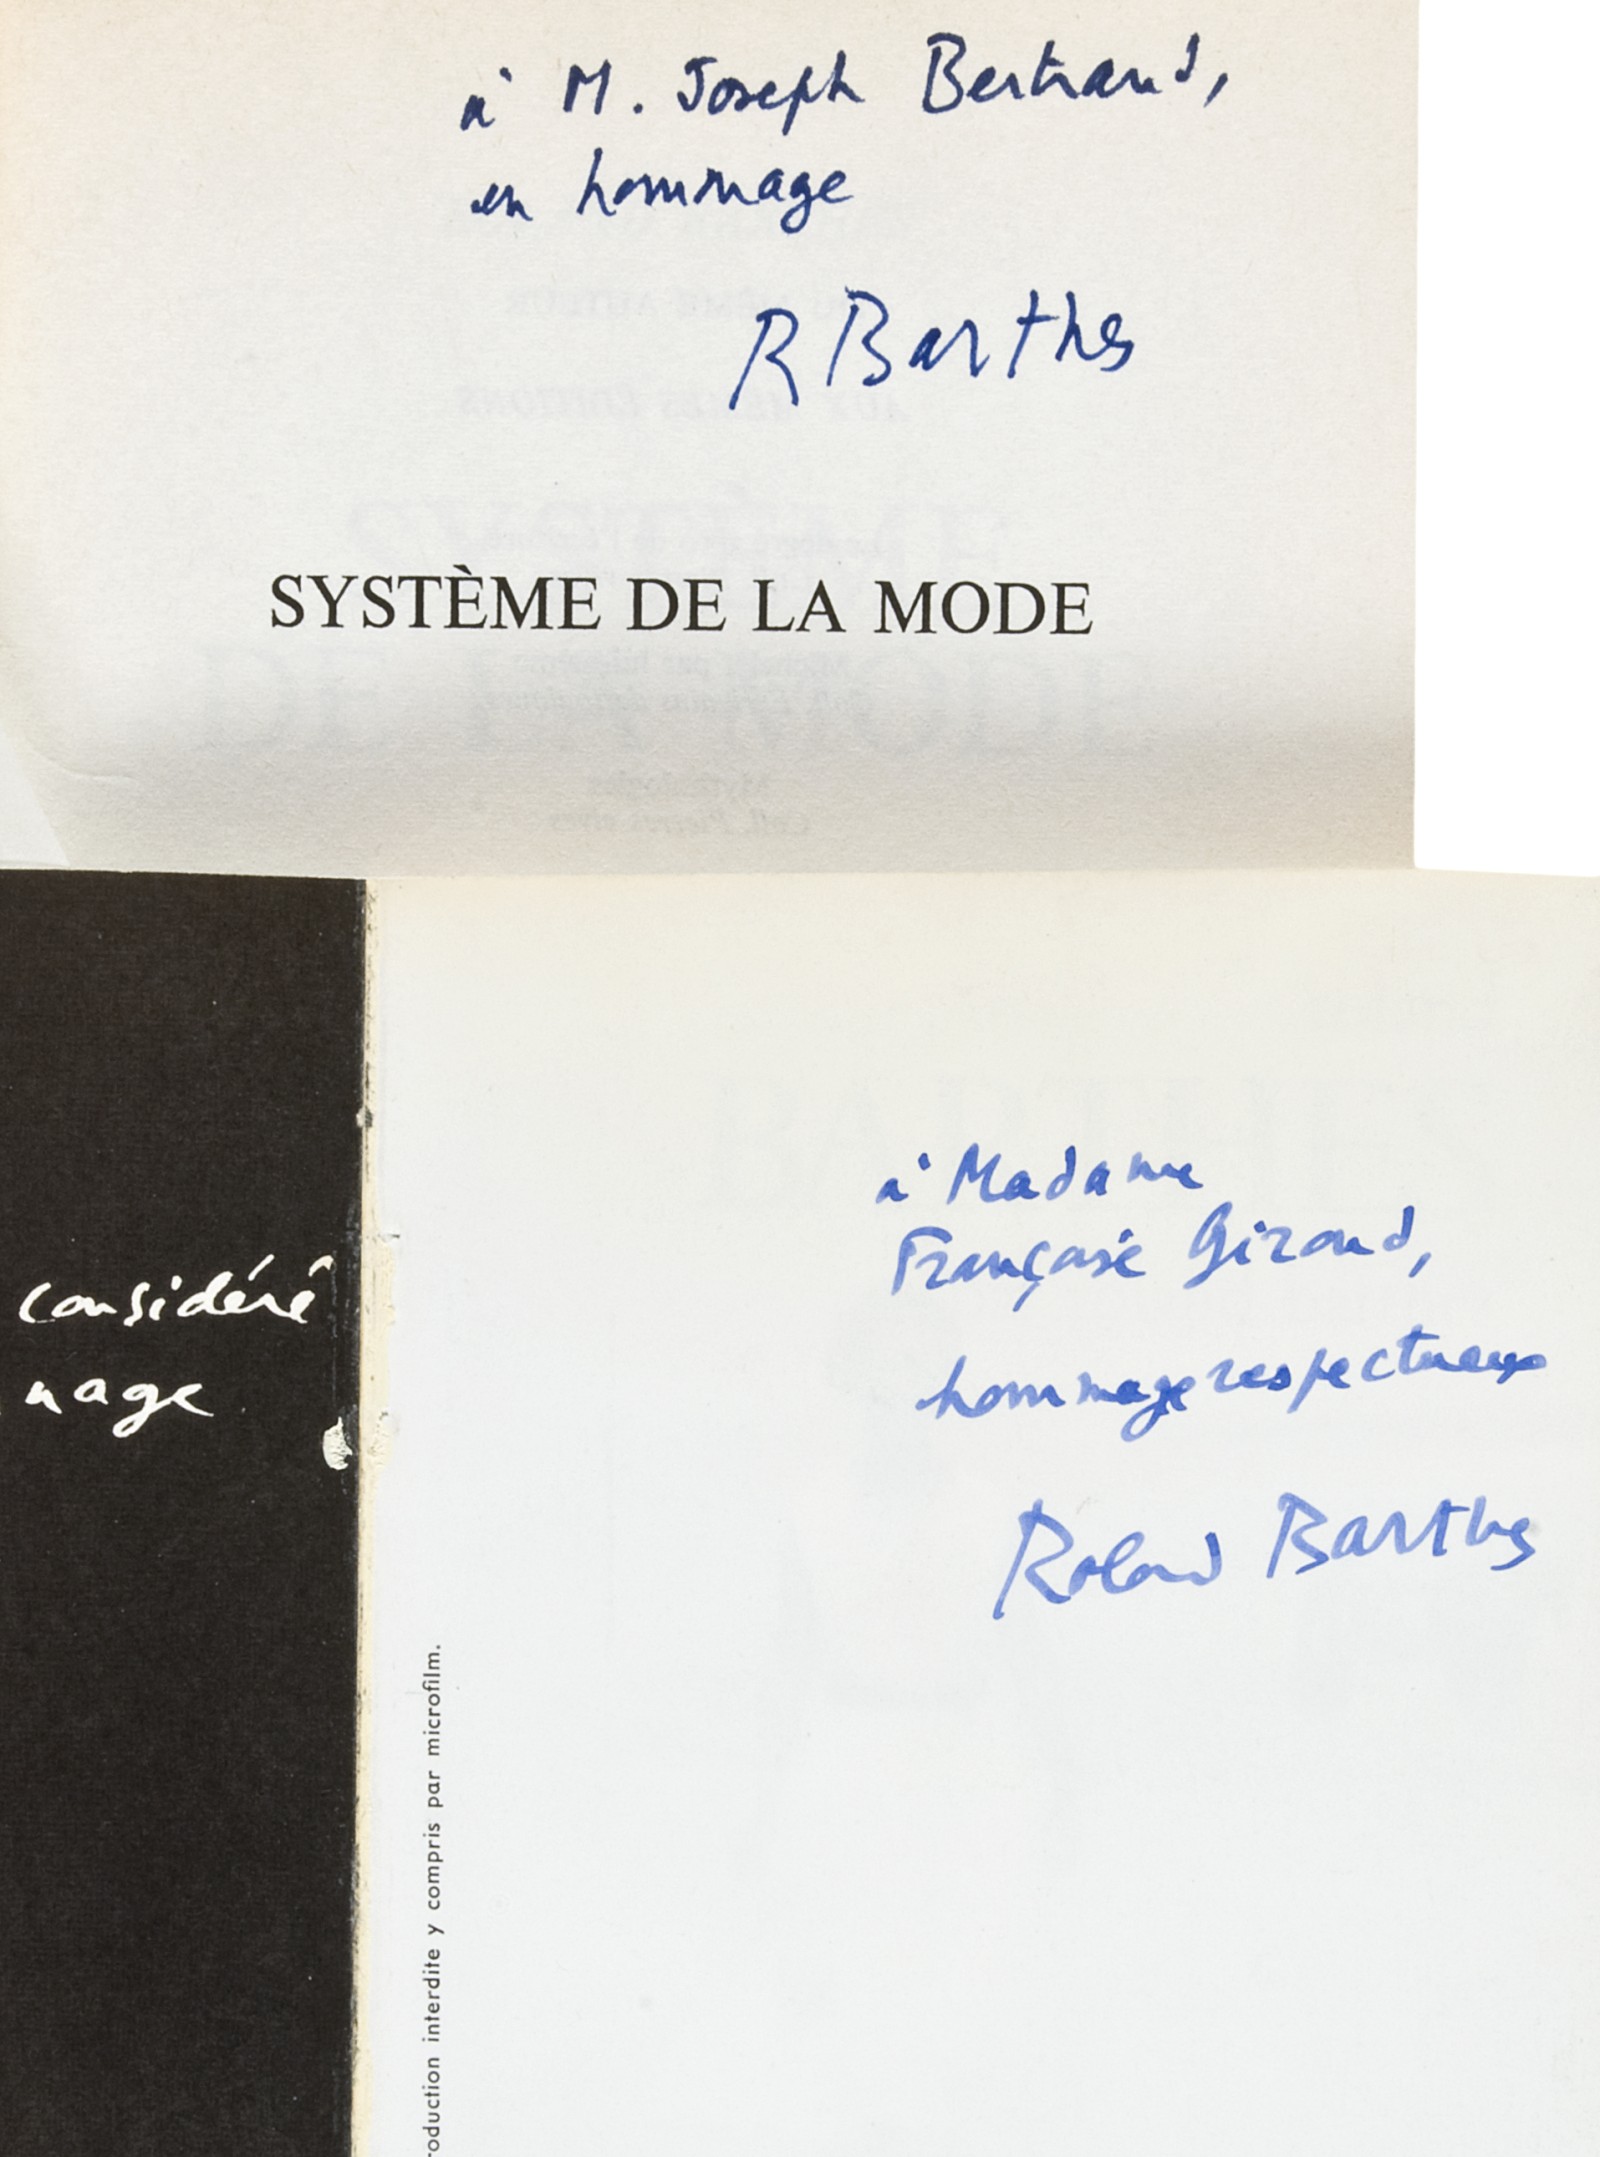 à M. Joseph Bertrand,
en hommage
R Barthes
SYSTÈME DE LA MODE
considéré
nage
à Madame
Françoise Giroud,
hommage respectueux
Roland Barthes
roduction interdite y compris par microfilm.